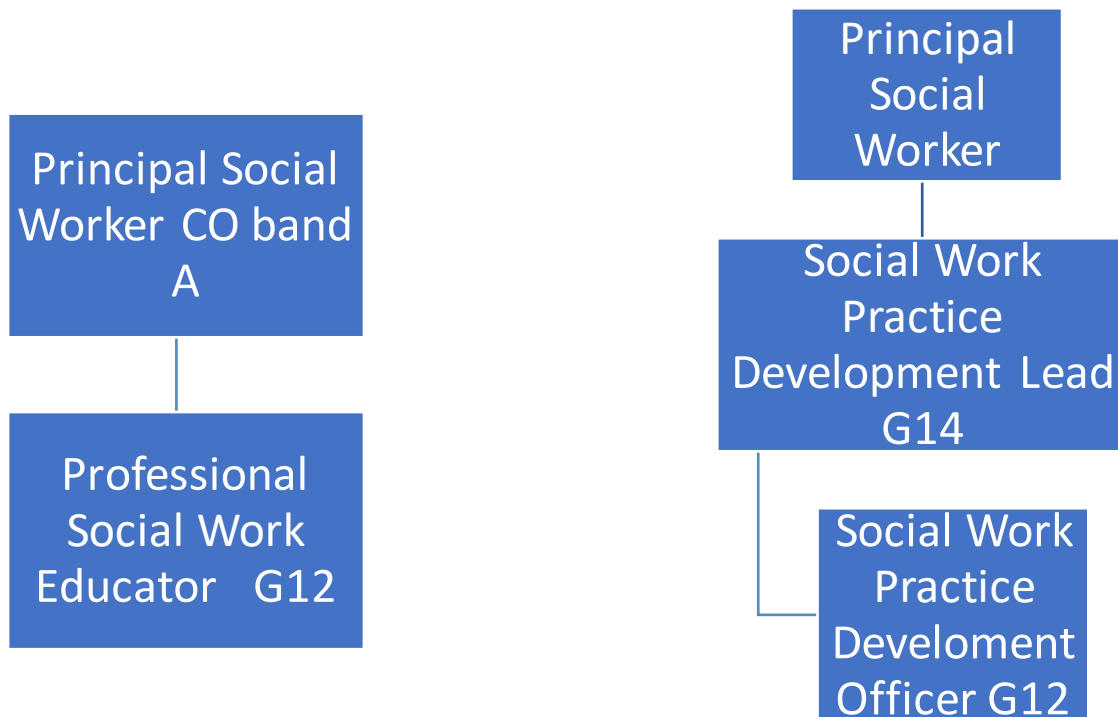 Principal Social
Worker CO band
A
Professional
Social Work
Educator G12
Principal
Social
Worker
Social Work
Practice
Development Lead
G14
Social Work
Practice
Develoment
Officer G12